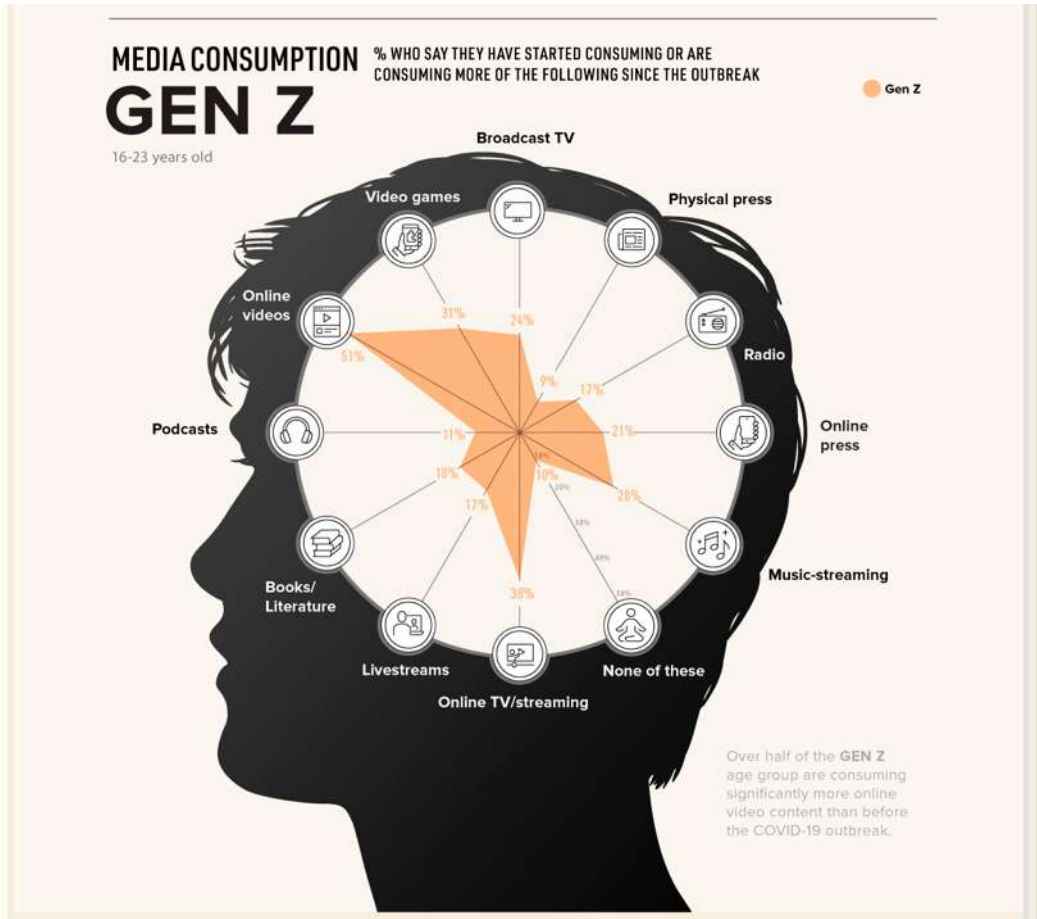 MEDIA CONSUMPTION
GEN Z
16-23 years old
% WHO SAY THEY HAVE STARTED CONSUMING OR ARE
CONSUMING MORE OF THE FOLLOWING SINCE THE OUTBREAK
Gen Z
Broadcast TV
Video games
Physical press
Online
videos
Radio
31%
24%
51%
9%
17%
Podcasts
11%
21%
Online
press
18%
10%
28%
17%
20%
38%
Books/
Literature
Music-streaming
Livestreams
None of these
Online TV/streaming
Over half of the GEN Z
age group are consuming
significantly more online
video content than before
the COVID-19 outbreak.